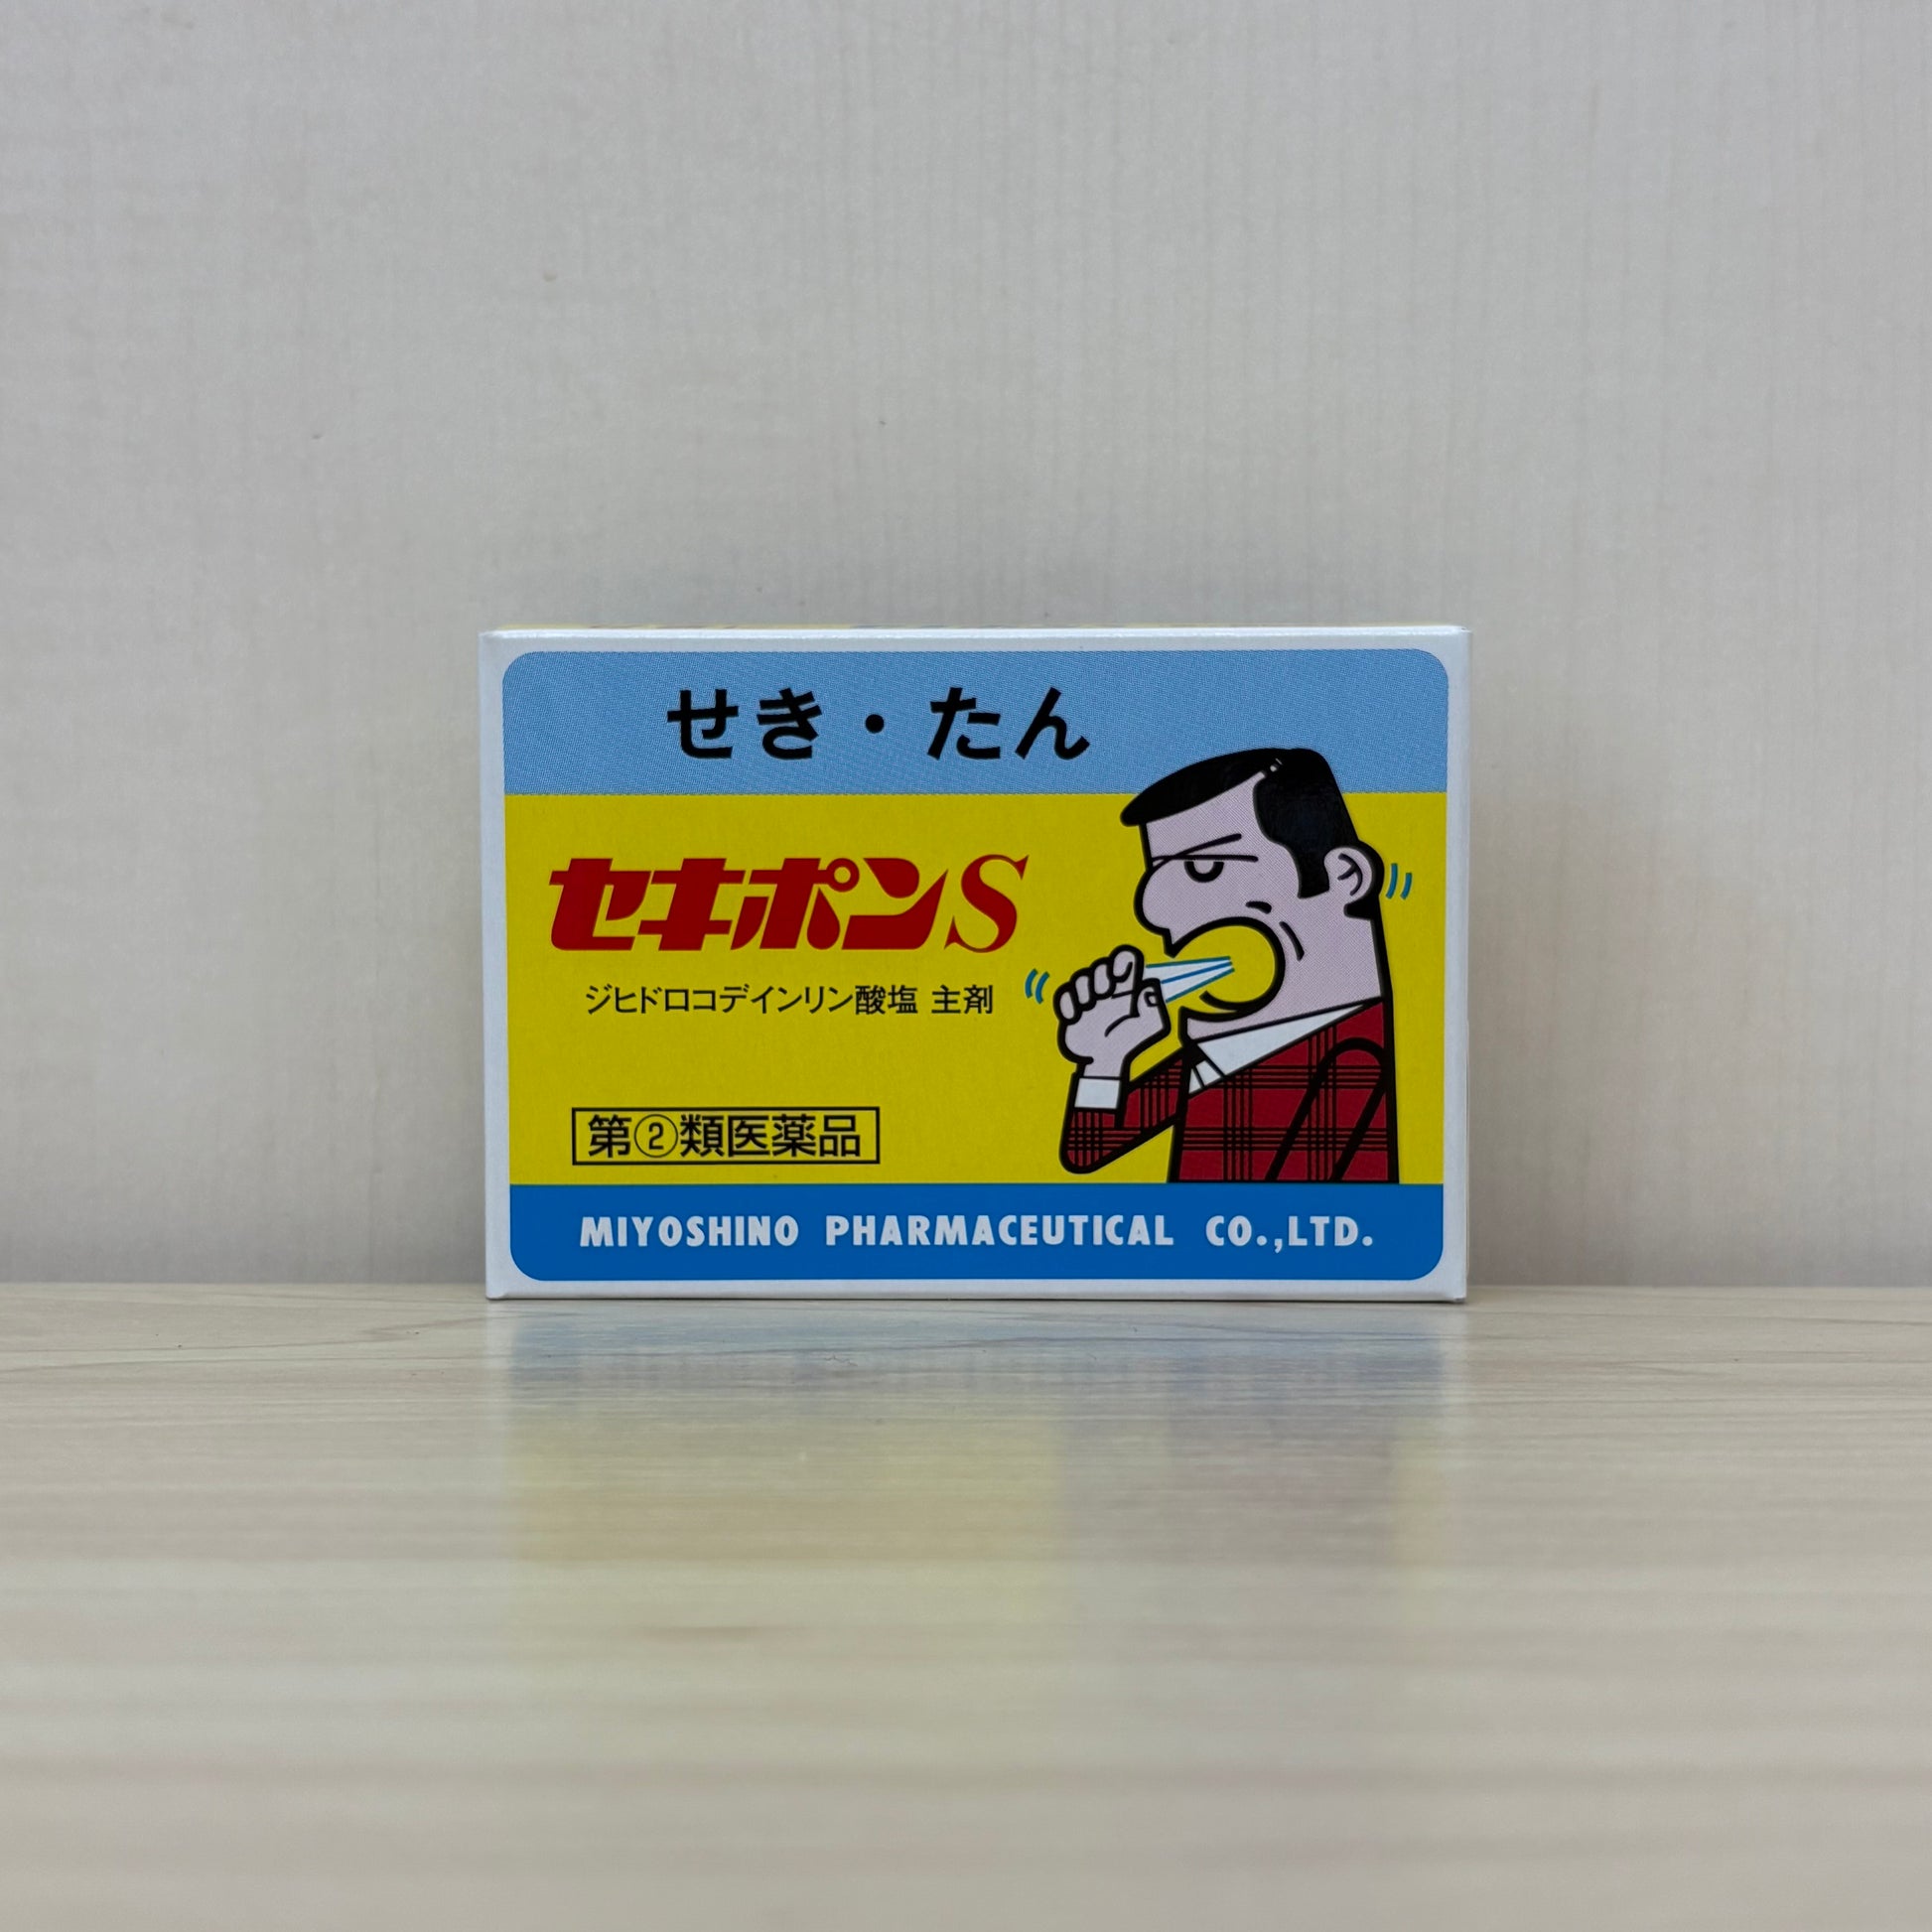 せき・たん
セキポンS
ジヒドロコデインリン酸塩 主剤
第②類医薬品
MIYOSHINO PHARMACEUTICAL CO.,LTD.